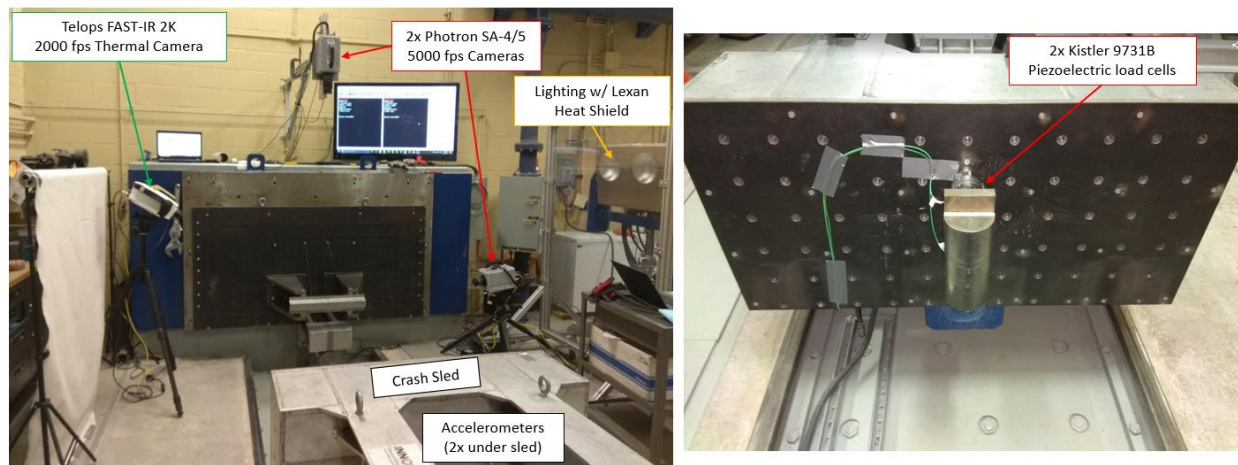 Telops FAST-IR 2K
2000 fps Thermal Camera
2x Photron SA-4/5
5000 fps Cameras
Lighting w/ Lexan
Heat Shield
Crash Sled
Accelerometers
(2x under sled)
2x Kistler 9731B
Piezoelectric load cells